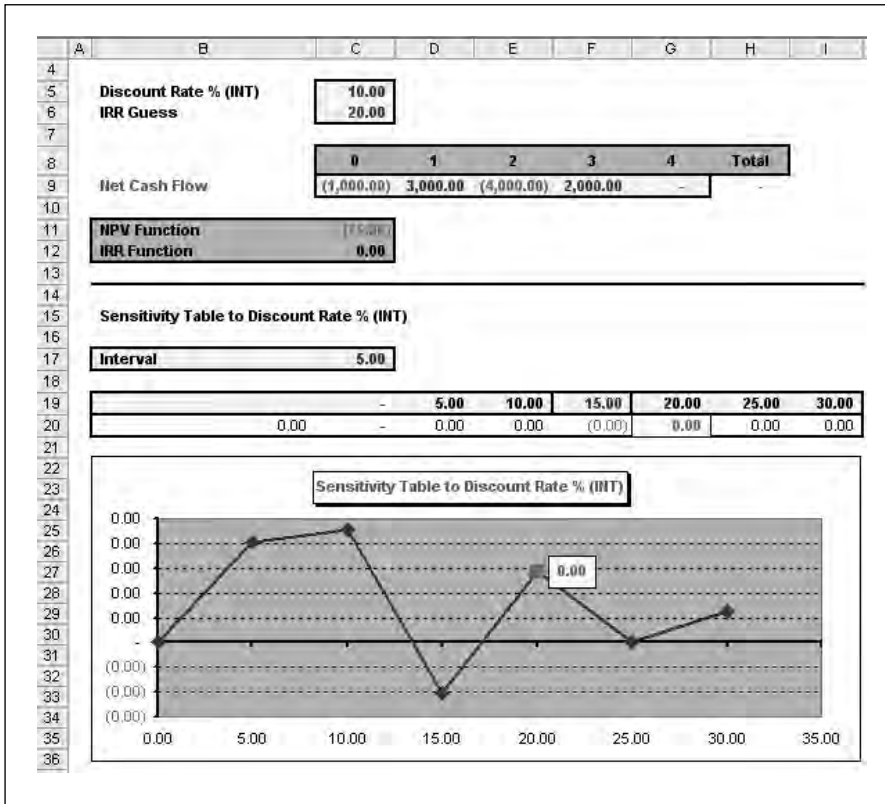 A B C D E F G H I
4
5 Discount Rate % (INT) 10.00
6 IRR Guess 20.00
7
8 0 1 2 3 4 Total
9 Net Cash Flow (1,000.00) 3,000.00 (4,000.00) 2,000.00 - -
10
11 NPV Function
12 IRR Function 0.00
13
14
15 Sensitivity Table to Discount Rate % (INT)
16
17 Interval 5.00
18
19 - 5.00 10.00 15.00 20.00 25.00 30.00
20 0.00 - 0.00 0.00 (0.00) 0.00 0.00 0.00
21
22
23 Sensitivity Table to Discount Rate % (INT)
24
25 0.00
26 0.00
27 0.00 0.00
28 0.00
29 0.00
30 -
31
32 (0.00)
33 (0.00)
34 (0.00)
35 0.00 5.00 10.00 15.00 20.00 25.00 30.00 35.00
36